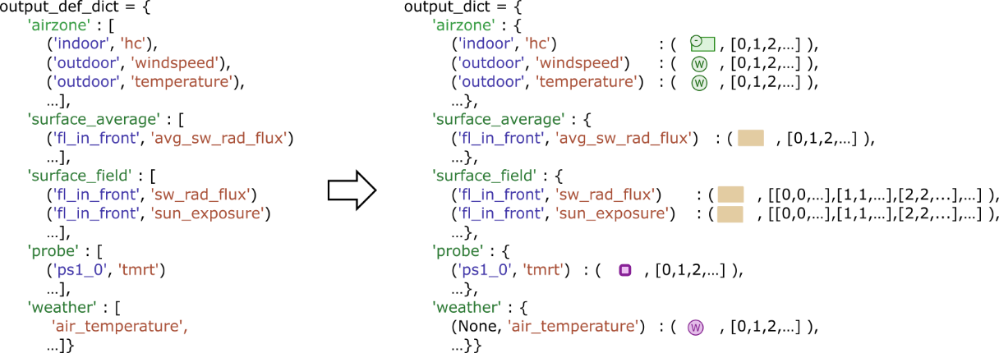 output_def_dict = {
'airzone' : [
('indoor', 'hc'),
('outdoor', 'windspeed'),
('outdoor', 'temperature'),
...],
'surface_average' : [
('fl_in_front', 'avg_sw_rad_flux')
...],
'surface_field' : [
('fl_in_front', 'sw_rad_flux')
('fl_in_front', 'sun_exposure')
...],
'probe' : [
('ps1_0', 'tmrt')
...],
'weather' : [
'air_temperature',
...]}
output_dict = {
'airzone' : {
('indoor', 'hc') : ( - , [0,1,2,...] ),
('outdoor', 'windspeed) : ( W , [0,1,2,...] ),
('outdoor', 'temperature') : ( W , [0,1,2,...] ),
...},
'surface_average' : {
('fl_in_front', 'avg_sw_rad_flux') : ( , [0,1,2,...] ),
...},
'surface_field' : {
('fl_in_front', 'sw_rad_flux') : ( , [[0,0,...],[1,1,...],[2,2,...],...] ),
('fl_in_front', 'sun_exposure') : ( , [[0,0,...],[1,1,...],[2,2,...],...] ),
...},
'probe' : {
('ps1_0', 'tmrt') : ( , [0,1,2,...] ),
...},
'weather' : {
(None, 'air_temperature') : ( W , [0,1,2,...] ),
...}}